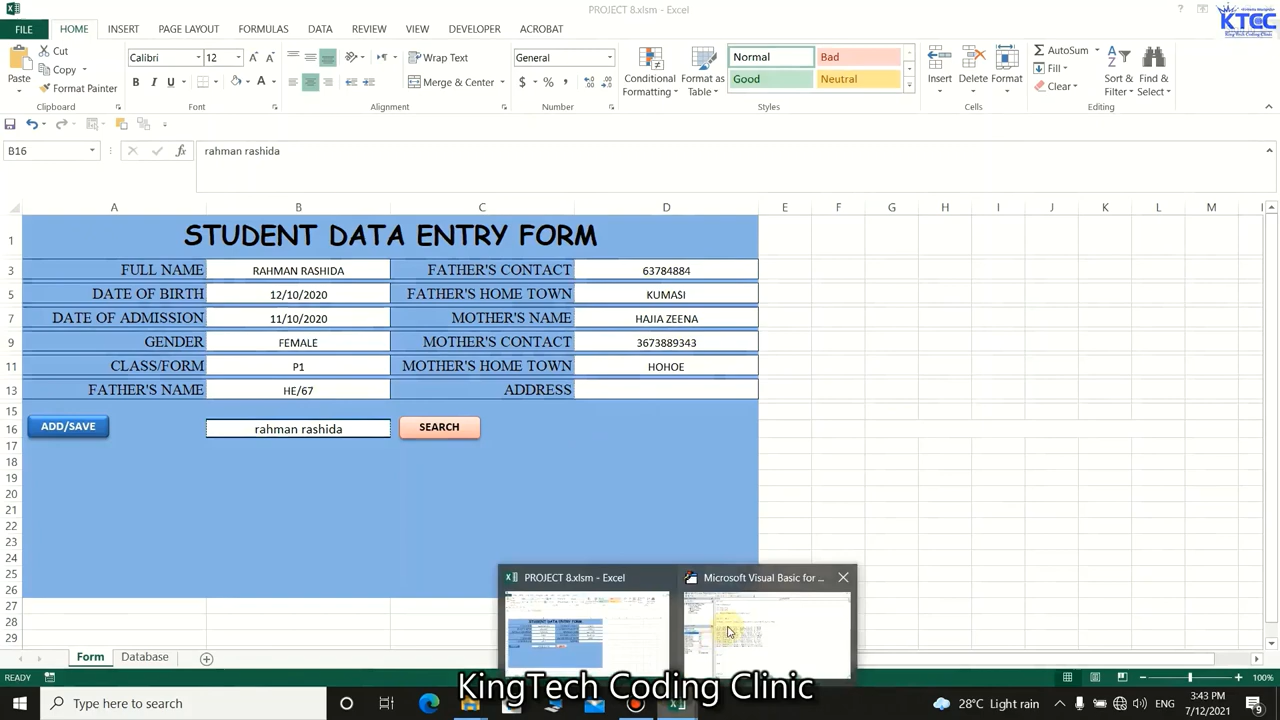 PROJECT 8.xlsm - Excel
?
KTCC
King Tech Coding Clinic
FILE HOME INSERT PAGE LAYOUT FORMULAS DATA REVIEW VIEW DEVELOPER ACROBAT
Cut
Copy
Format Painter
Paste
Calibri 12
B I U
Wrap Text
Merge & Center
General
$ % ,
Conditional Formatting
Format as Table
Normal Bad
Good Neutral
Insert Delete Format
AutoSum
Fill
Clear
Sort & Filter
Find & Select
Clipboard Font Alignment Number Styles Cells Editing
B16 fx rahman rashida
A B C D E F G H I J K L M
1 STUDENT DATA ENTRY FORM
3 FULL NAME RAHMAN RASHIDA FATHER'S CONTACT 63784884
5 DATE OF BIRTH 12/10/2020 FATHER'S HOME TOWN KUMASI
7 DATE OF ADMISSION 11/10/2020 MOTHER'S NAME HAJIA ZEENA
9 GENDER FEMALE MOTHER'S CONTACT 3673889343
11 CLASS/FORM P1 MOTHER'S HOME TOWN HOHOE
13 FATHER'S NAME HE/67 ADDRESS
15
16 ADD/SAVE rahman rashida SEARCH
17
18
19
20
21
22
23
24
25
26
27
28
29
PROJECT 8.xlsm - Excel
Microsoft Visual Basic for ...
Form Database
READY
100%
KingTech Coding Clinic
Type here to search
28°C Light rain
ENG
3:43 PM
7/12/2021
9